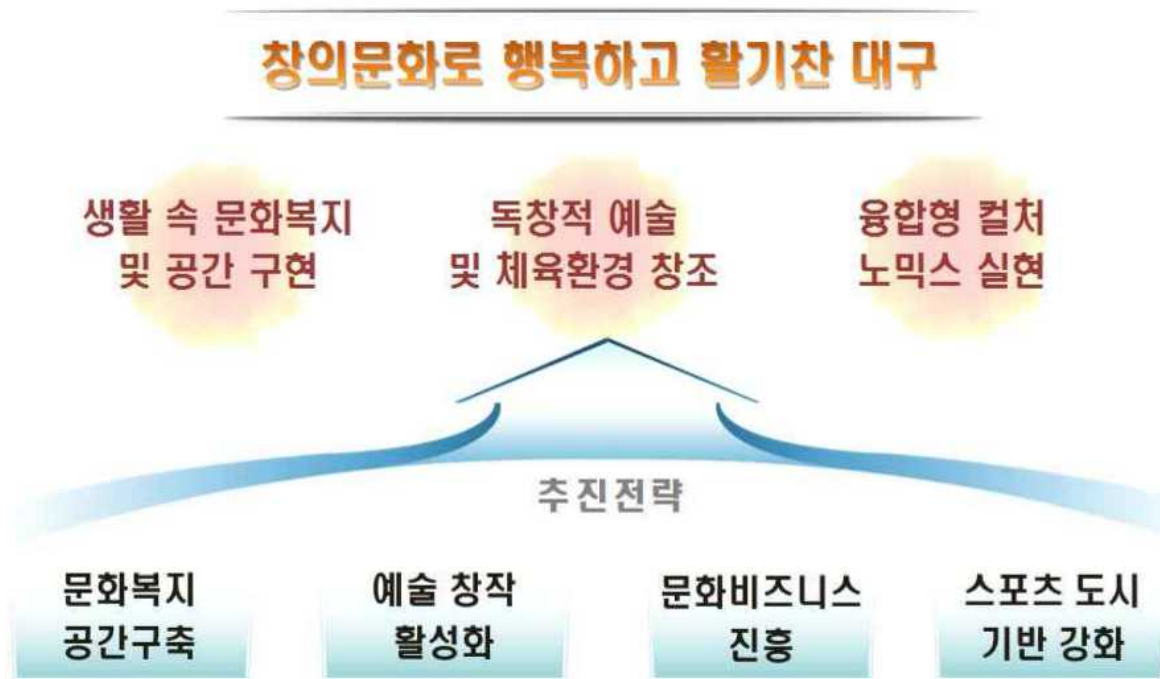 창의문화로 행복하고 활기찬 대구
생활 속 문화복지
및 공간 구현
독창적 예술
및 체육환경 창조
융합형 컬처
노믹스 실현
추진전략
문화복지
공간구축
예술 창작
활성화
문화비즈니스
진흥
스포츠 도시
기반 강화